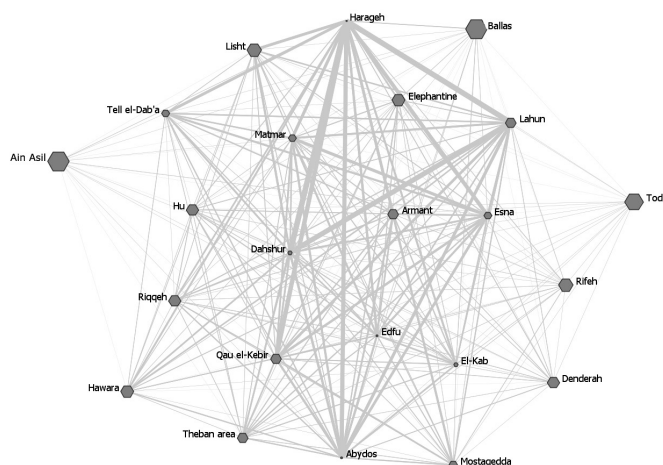 Harageh
Ballas
Lisht
Elephantine
Tell el-Dab'a
Lahun
Matmar
Ain Asil
Tod
Hu
Armant
Esna
Dahshur
Rifeh
Riqqeh
Edfu
Qau el-Kebir
El-Kab
Denderah
Hawara
Theban area
Abydos
Mostagedda